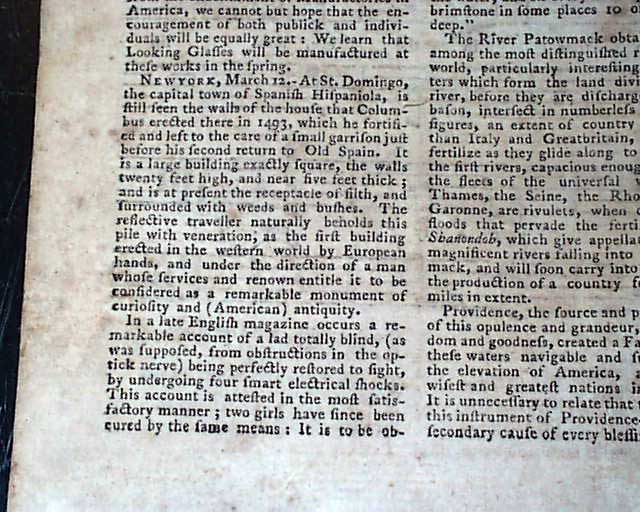 America, we cannot but hope that the en-
couragement of both publick and indivi-
duals will be equally great: We learn that
Looking Glasses will be manufactured at
these works in the spring.
NEWYORK, March 12.-At St. Domingo,
the capital town of Spanish Hispaniola, is
still seen the walls of the house that Colum-
bus erected there in 1493, which he fortifi-
ed and left to the care of a small garrison just
before his second return to Old Spain. It
is a large building exactly square, the walls
twenty feet high, and near five feet thick;
and is at present the receptacle of filth, and
surrounded with weeds and bushes. The
reflective traveller naturally beholds this
pile with veneration, as the first building
erected in the western world by European
hands, and under the direction of a man
whose services and renown entitle it to be
considered as a remarkable monument of
curiosity and (American) antiquity.
In a late English magazine occurs a re-
markable account of a lad totally blind, (as
was supposed, from obstructions in the op-
tick nerve) being perfectly restored to sight,
by undergoing four smart electrical shocks.
This account is attested in the most satis-
factory manner; two girls have since been
cured by the same means: It is to be ob-
brimstone in some places 10 o
deep."
The River Patowmack obta
among the most distinguished
world, particularly interesting
ters which form the land divi
river, before they are discharg
bason, intersect in numberless
figures, an extent of country
than Italy and Greatbritain,
fertilize as they glide along to
the first rivers, capacious enoug
the fleets of the universal
Thames, the Seine, the Rho
Garonne, are rivulets, when
floods that pervade the ferti
Shanondoh, which give appella
magnificent rivers falling into
mack, and will soon carry into
the production of a country
miles in extent.
Providence, the source and p
of this opulence and grandeur,
dom and goodness, created a Fa
these waters navigable and
the elevation of America,
wisest and greatest nations
It is unnecessary to relate that
this instrument of Providence
secondary cause of every blessi